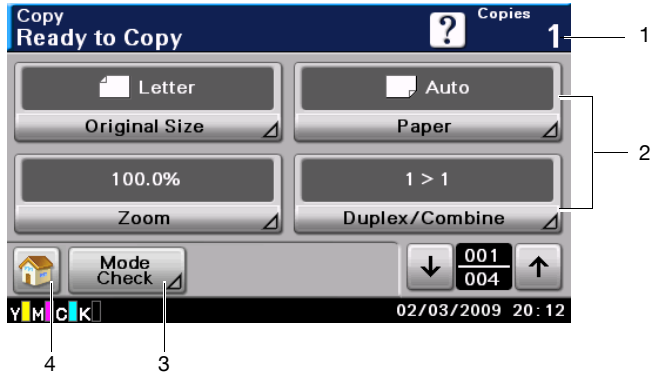 Copy
Ready to Copy
?
Copies
1
1
Letter
Original Size
Auto
Paper
2
100.0%
Zoom
1 > 1
Duplex/Combine
Mode
Check
001
004
Y M C K
02/03/2009 20:12
4
3